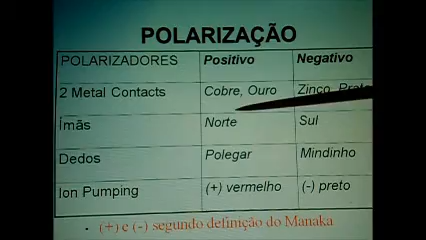 POLARIZAÇÃO
POLARIZADORES Positivo Negativo
2 Metal Contacts Cobre, Ouro Zinco, Prata
Ímãs Norte Sul
Dedos Polegar Mindinho
Ion Pumping (+) vermelho (-) preto
• (+) e (-) segundo definição do Manaka